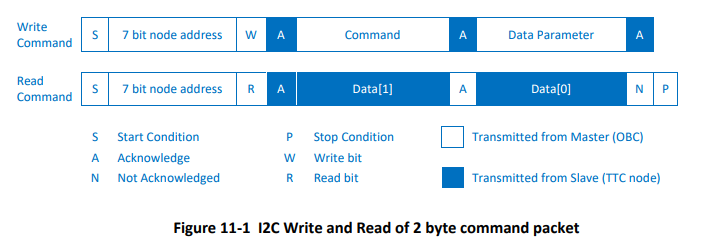 Write Command S 7 bit node address W A Command A Data Parameter A
Read Command S 7 bit node address R A Data[1] A Data[0] N P
S Start Condition P Stop Condition Transmitted from Master (OBC)
A Acknowledge W Write bit
N Not Acknowledged R Read bit Transmitted from Slave (TTC node)
Figure 11-1 I2C Write and Read of 2 byte command packet